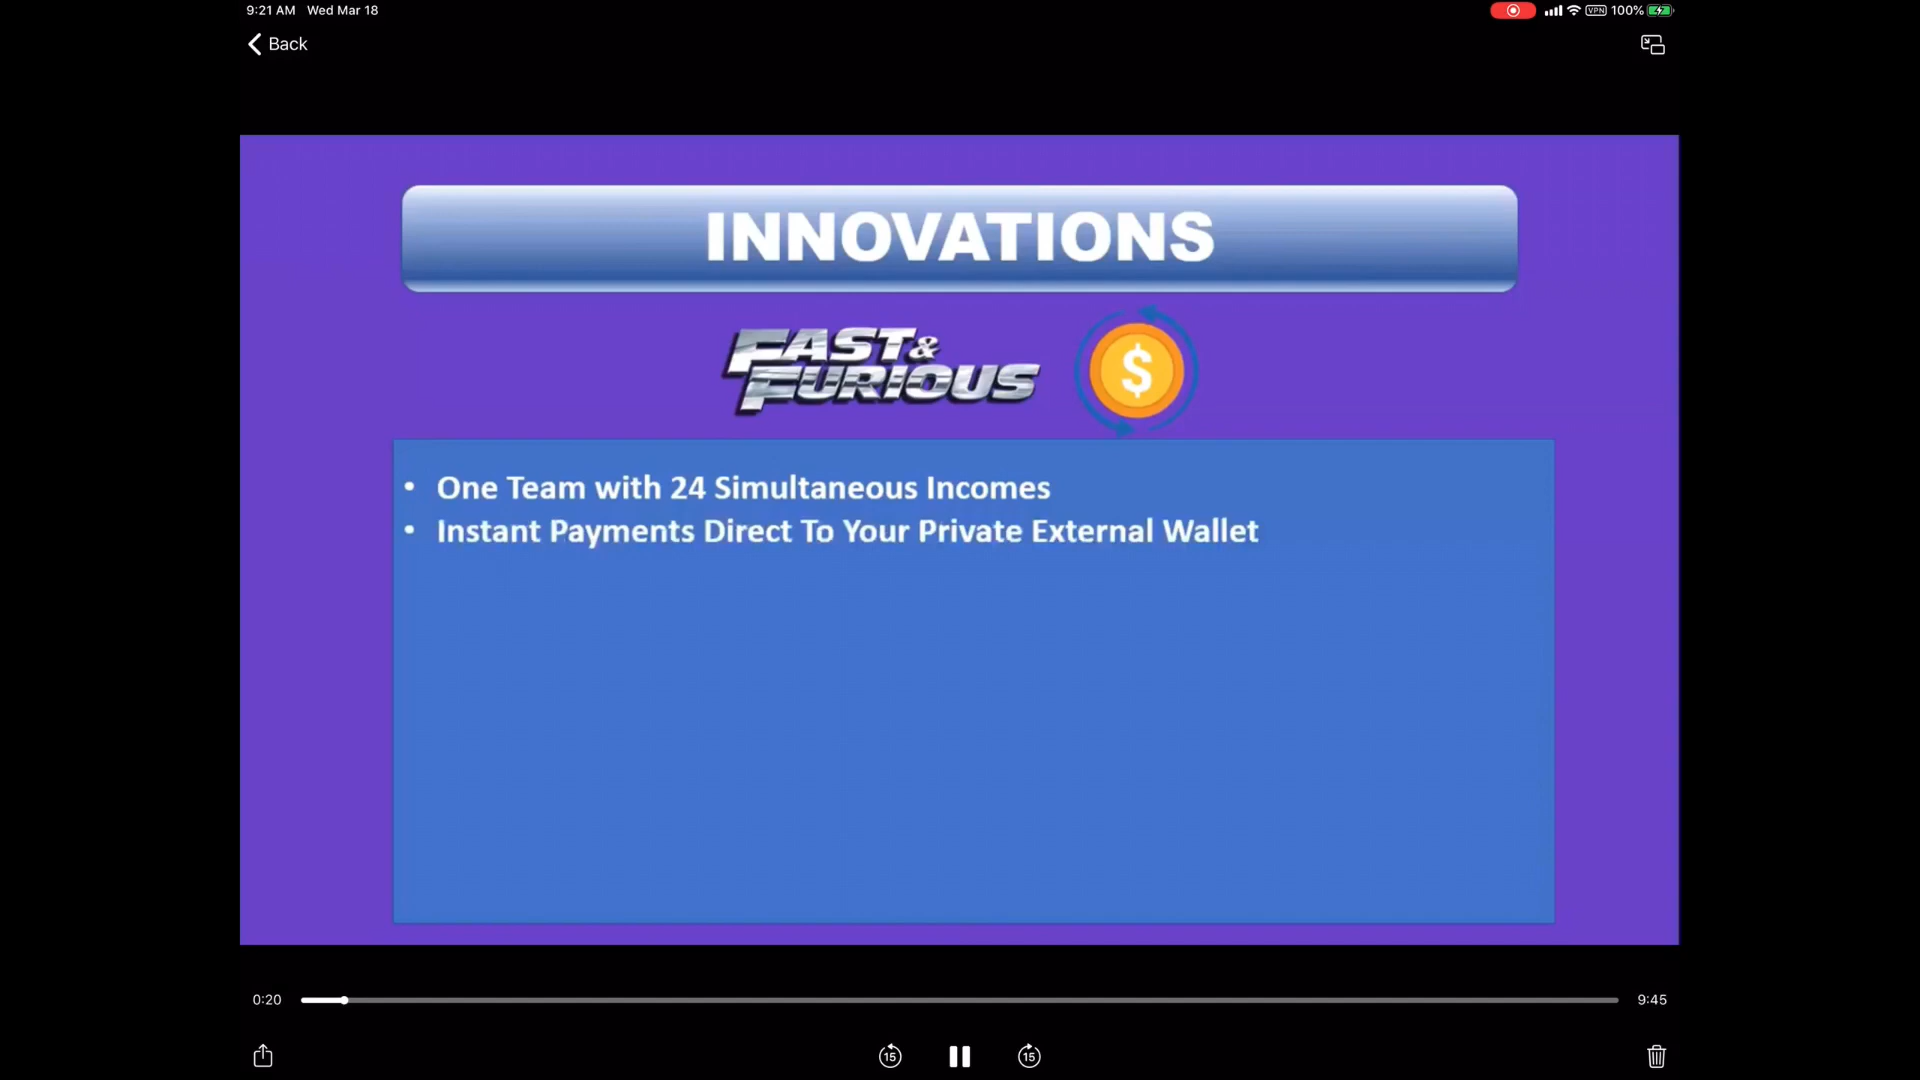 9:21 AM Wed Mar 18
VPN 100%
Back
INNOVATIONS
FAST &
FURIOUS
$
• One Team with 24 Simultaneous Incomes
• Instant Payments Direct To Your Private External Wallet
0:20
9:45
15
15